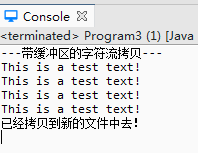 Console
<terminated> Program3 (1) [Java
---带缓冲区的字符流拷贝---
This is a test text!
This is a test text!
This is a test text!
This is a test text!
已经拷贝到新的文件中去!